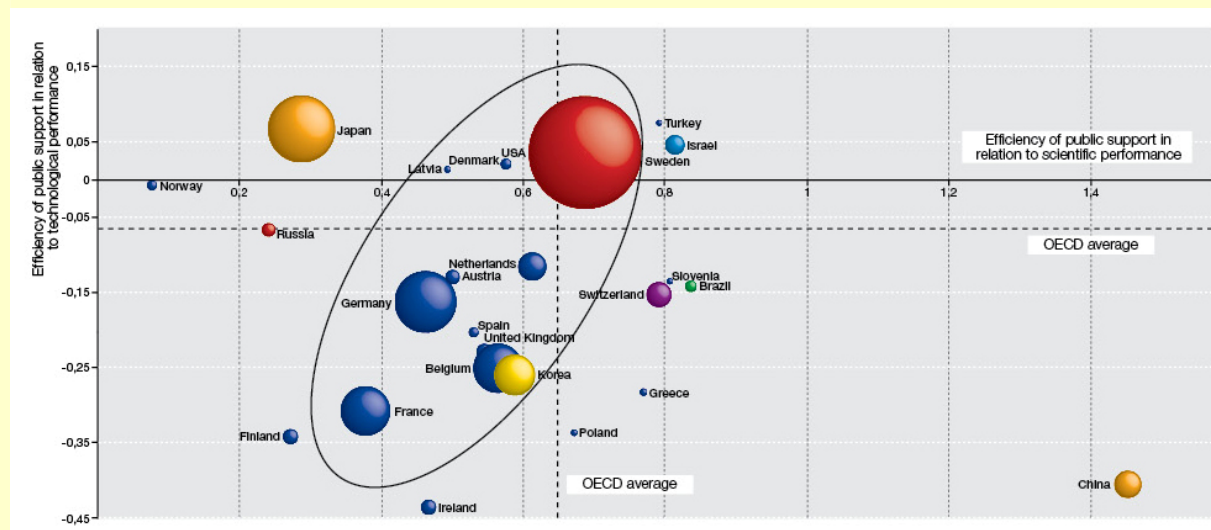 Efficiency of public support in relation
to technological performance
0,15
0,05
0
-0,05
-0,15
-0,25
-0,35
-0,45
0,2
0,4
0,6
0,8
1
1,2
1,4
Japan
Turkey
Israel
USA
Sweden
Denmark
Latvia
Norway
Efficiency of public support in
relation to scientific performance
Russia
OECD average
Netherlands
Austria
Germany
Slovenia
Switzerland
Brazil
Spain
United Kingdom
Belgium
Korea
France
Greece
Finland
Poland
OECD average
China
Ireland